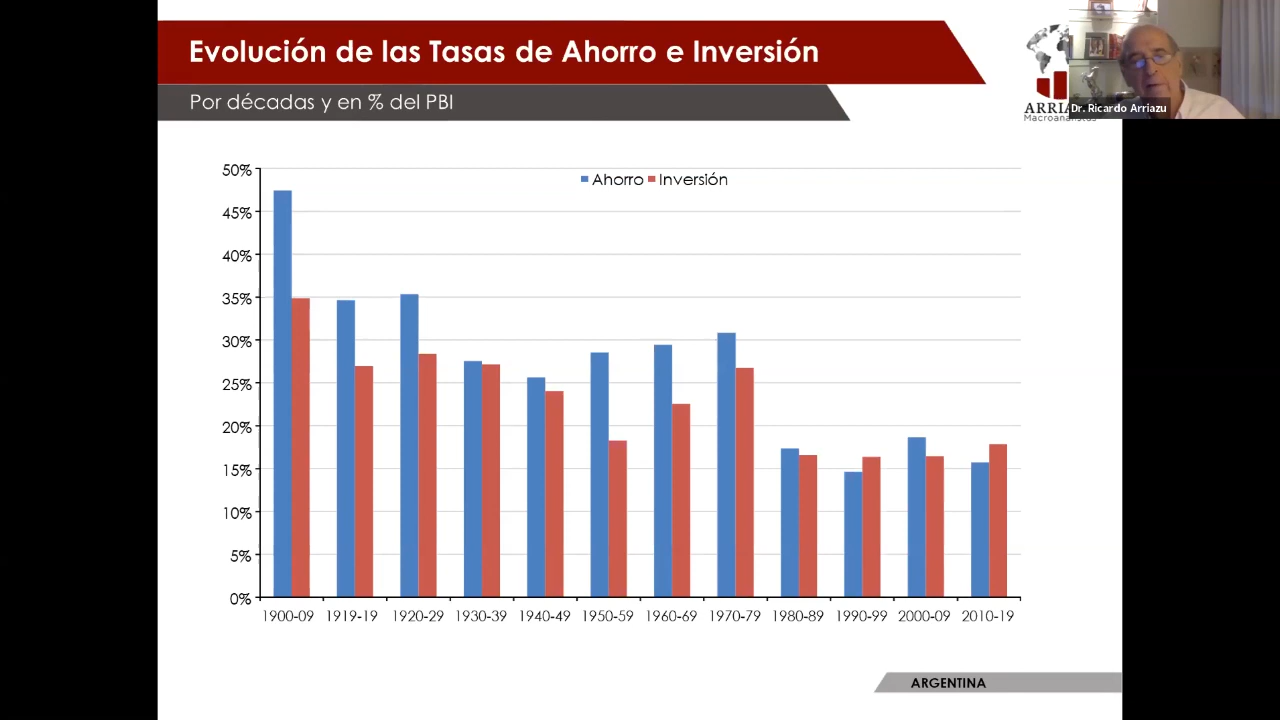 Evolución de las Tasas de Ahorro e Inversión
Por décadas y en % del PBI
ARRIA
Macroanalistas
Dr. Ricardo Arriazu
Ahorro Inversión
50%
45%
40%
35%
30%
25%
20%
15%
10%
5%
0%
1900-09 1919-19 1920-29 1930-39 1940-49 1950-59 1960-69 1970-79 1980-89 1990-99 2000-09 2010-19
ARGENTINA